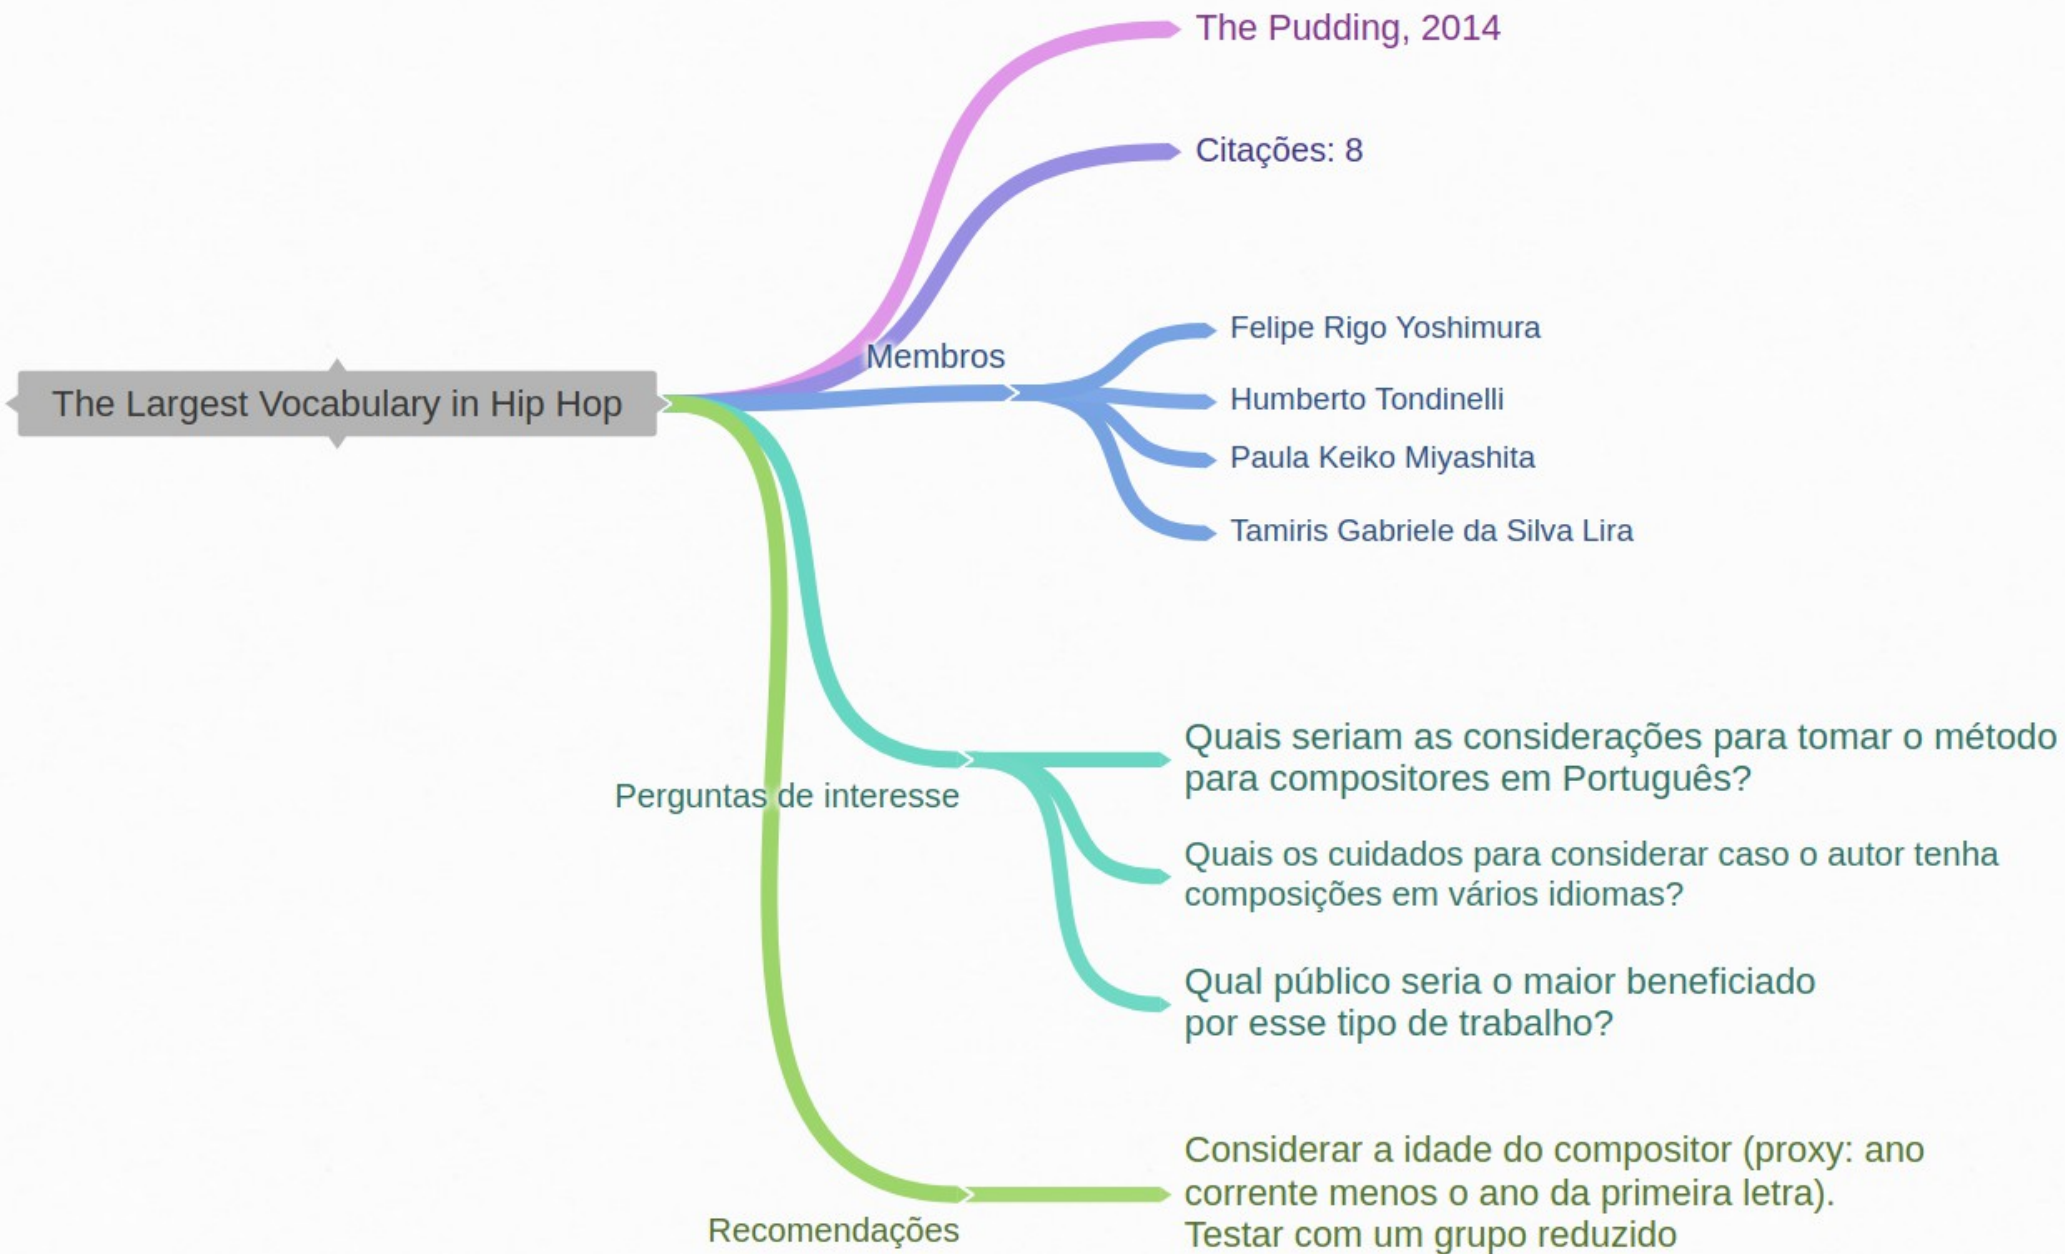 The Pudding, 2014
Citações: 8
The Largest Vocabulary in Hip Hop
Membros
Felipe Rigo Yoshimura
Humberto Tondinelli
Paula Keiko Miyashita
Tamiris Gabriele da Silva Lira
Perguntas de interesse
Quais seriam as considerações para tomar o método
para compositores em Português?
Quais os cuidados para considerar caso o autor tenha
composições em vários idiomas?
Qual público seria o maior beneficiado
por esse tipo de trabalho?
Recomendações
Considerar a idade do compositor (proxy: ano
corrente menos o ano da primeira letra).
Testar com um grupo reduzido